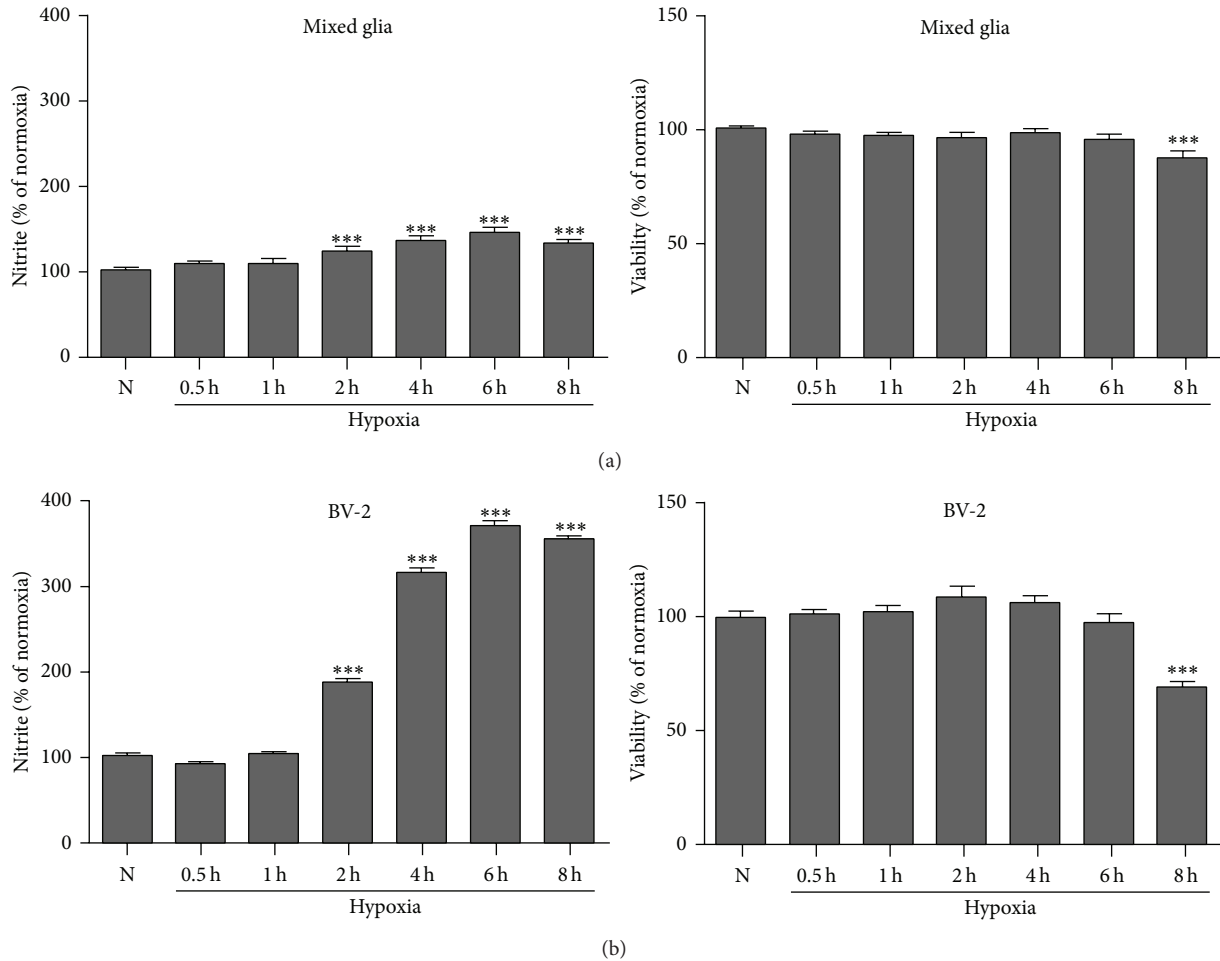 Mixed glia
Nitrite (% of normoxia)
400
300
200
100
0
***
***
***
***
N 0.5 h 1 h 2 h 4 h 6 h 8 h
Hypoxia
Mixed glia
Viability (% of normoxia)
150
100
50
0
***
N 0.5 h 1 h 2 h 4 h 6 h 8 h
Hypoxia
(a)
BV-2
Nitrite (% of normoxia)
400
300
200
100
0
***
***
***
***
N 0.5 h 1 h 2 h 4 h 6 h 8 h
Hypoxia
BV-2
Viability (% of normoxia)
150
100
50
0
***
N 0.5 h 1 h 2 h 4 h 6 h 8 h
Hypoxia
(b)